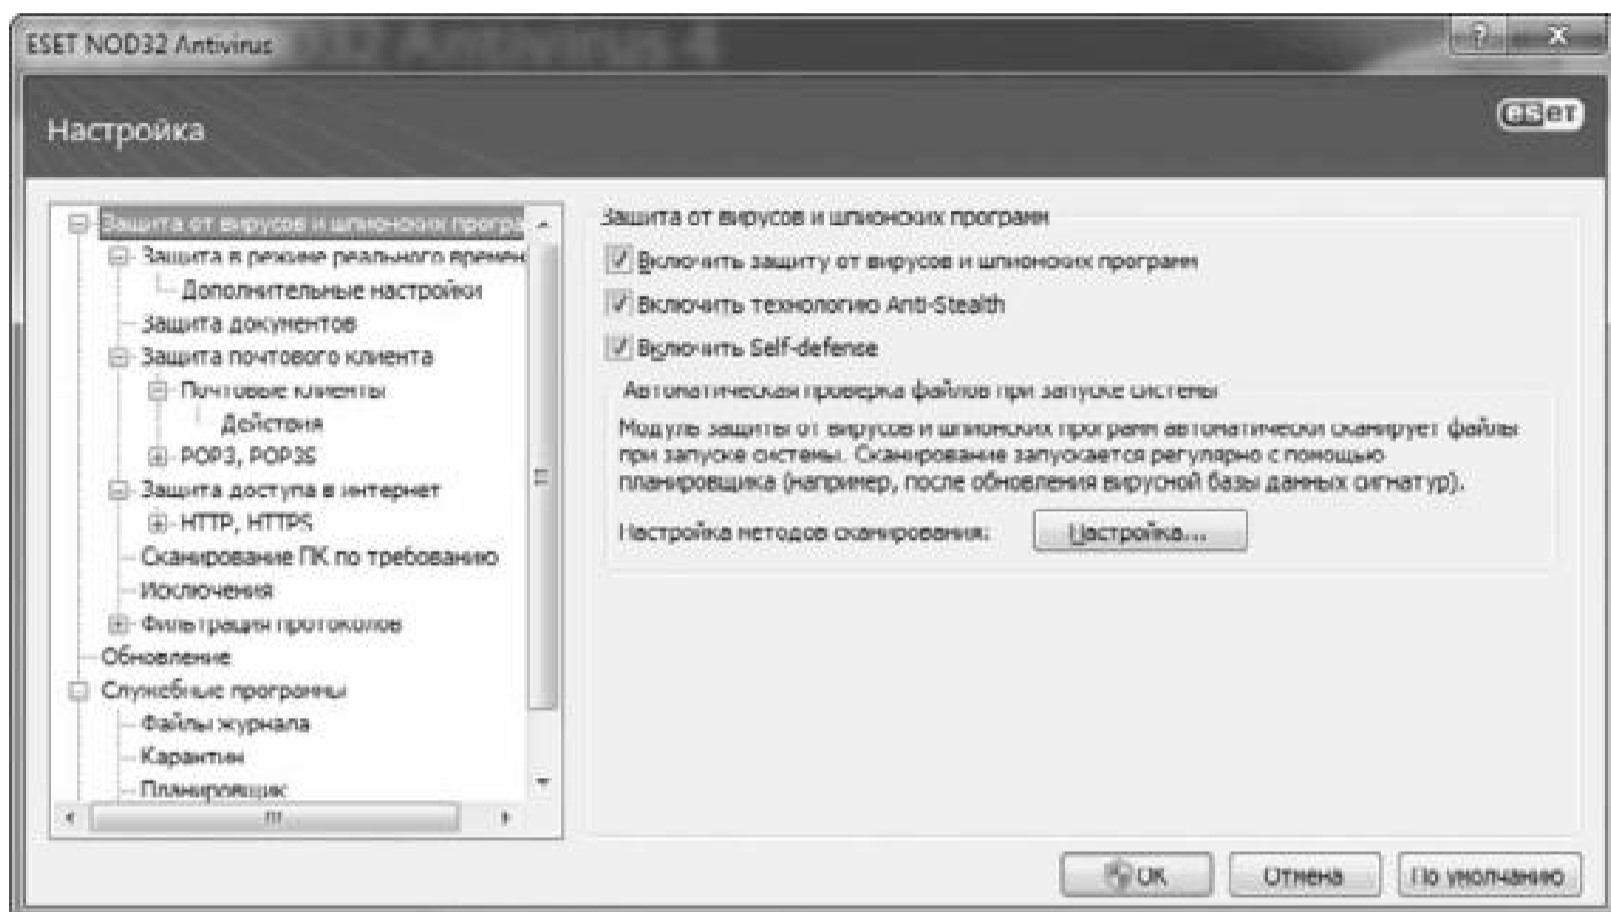 ESET NOD32 Antivirus
Настройка
eset
Защита от вирусов и шпионских програ
Защита в режиме реального времен
Дополнительные настройки
Защита документов
Защита почтового клиента
Почтовые клиенты
Действия
POP3, POP3S
Защита доступа в интернет
HTTP, HTTPS
Сканирование ПК по требованию
Исключения
Фильтрация протоколов
Обновление
Служебные программы
Файлы журнала
Карантин
Планировщик
Защита от вирусов и шпионских программ
Включить защиту от вирусов и шпионских программ
Включить технологию Anti-Stealth
Включить Self-defense
Автоматическая проверка файлов при запуске системы
Модуль защиты от вирусов и шпионских программ автоматически сканирует файлы
при запуске системы. Сканирование запускается регулярно с помощью
планировщика (например, после обновления вирусной базы данных сигнатур).
Настройка методов сканирования:
Настройка...
OK
Отмена
По умолчанию